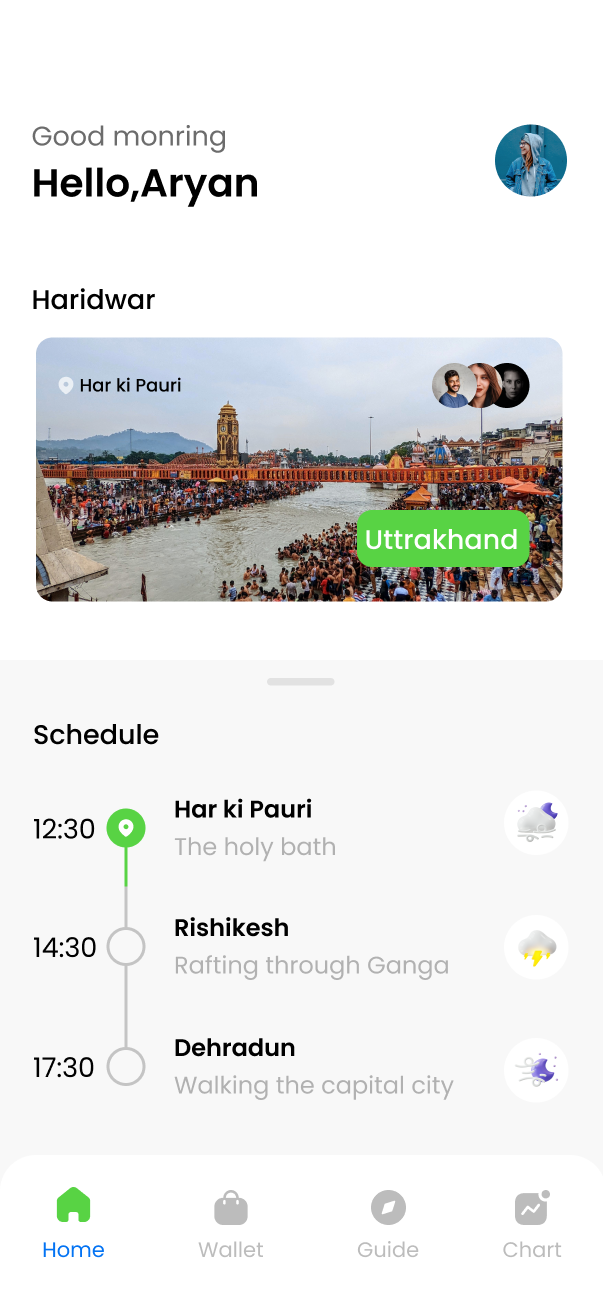 Good monring
Hello,Aryan
Haridwar
Har ki Pauri
Uttrakhand
Schedule
12:30
Har ki Pauri
The holy bath
14:30
Rishikesh
Rafting through Ganga
17:30
Dehradun
Walking the capital city
Home
Wallet
Guide
Chart